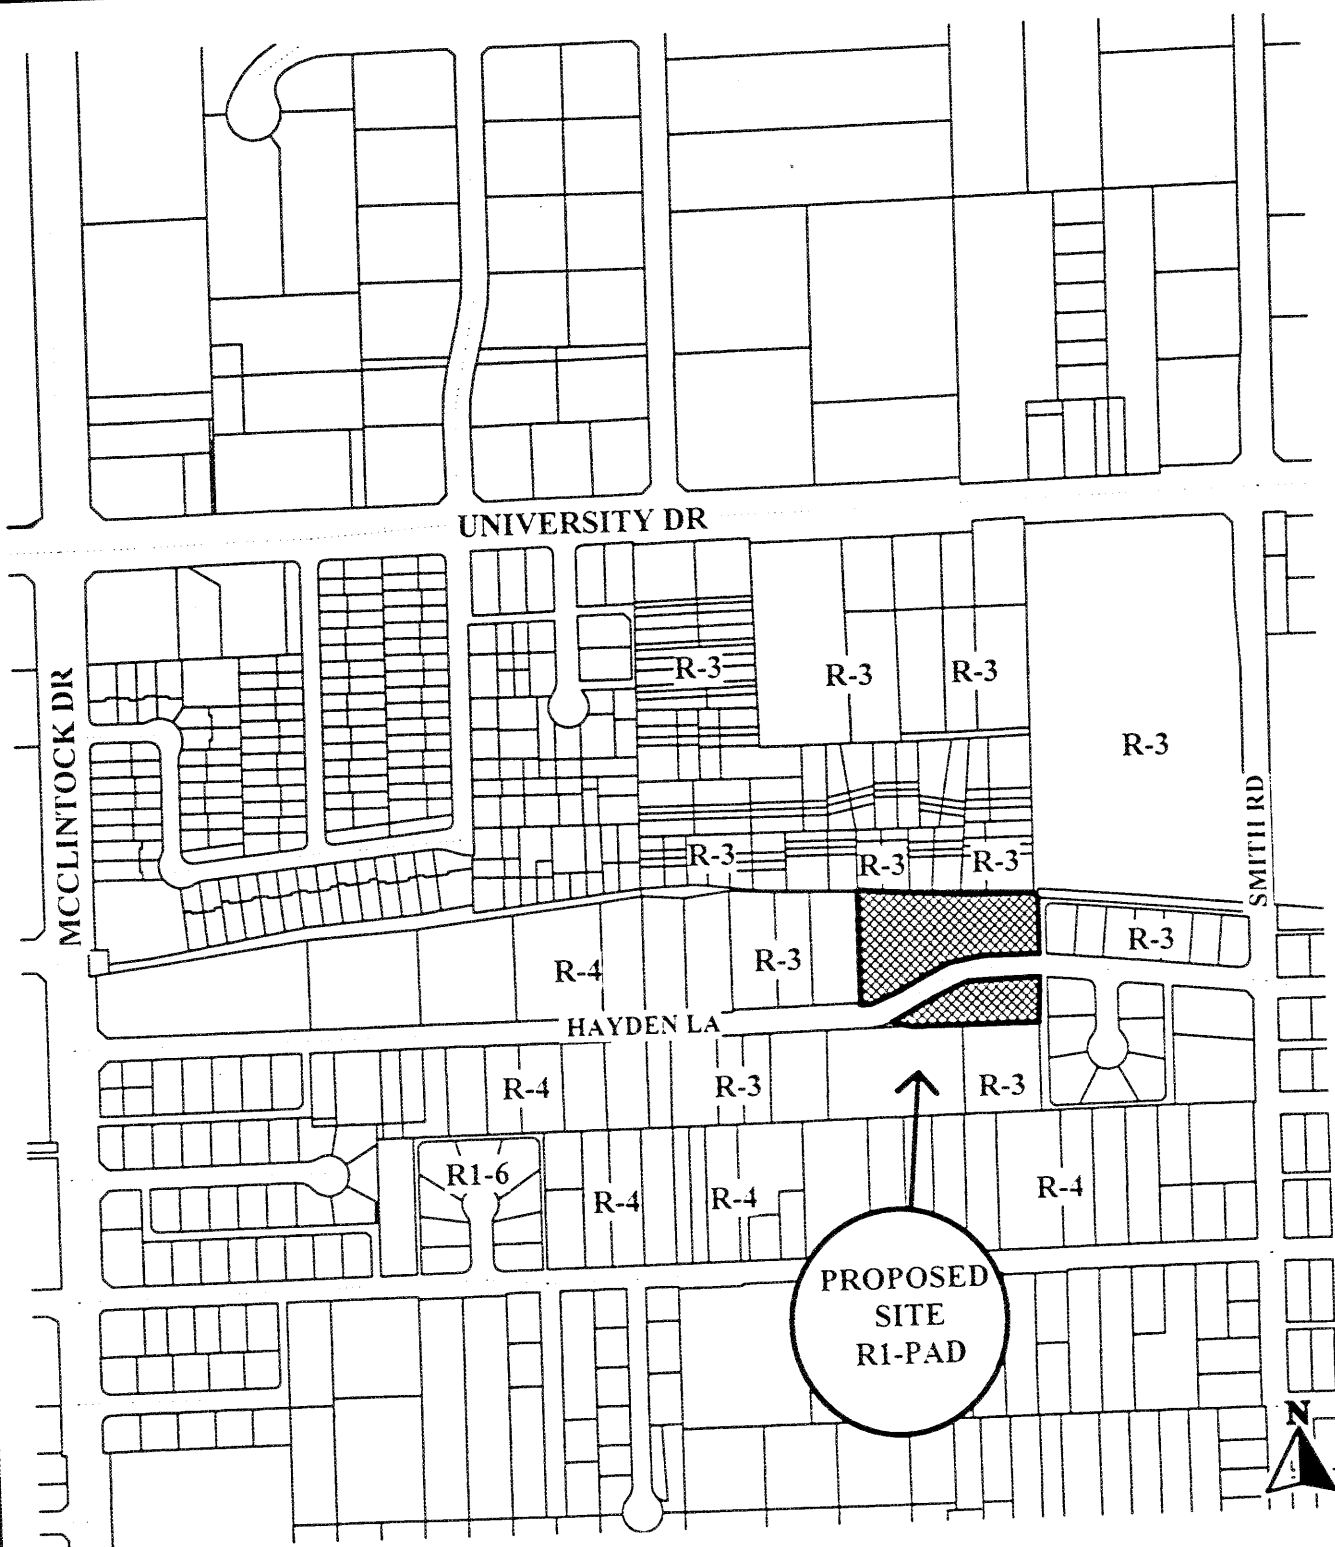 UNIVERSITY DR
MCCLINTOCK DR
SMITH RD
R-3
R-3
R-3
R-3
R-3
R-3
R-3
R-3
R-4
R-3
HAYDEN LA
R-4
R-3
R-3
R1-6
R-4
R-4
R-4
PROPOSED
SITE
R1-PAD
N